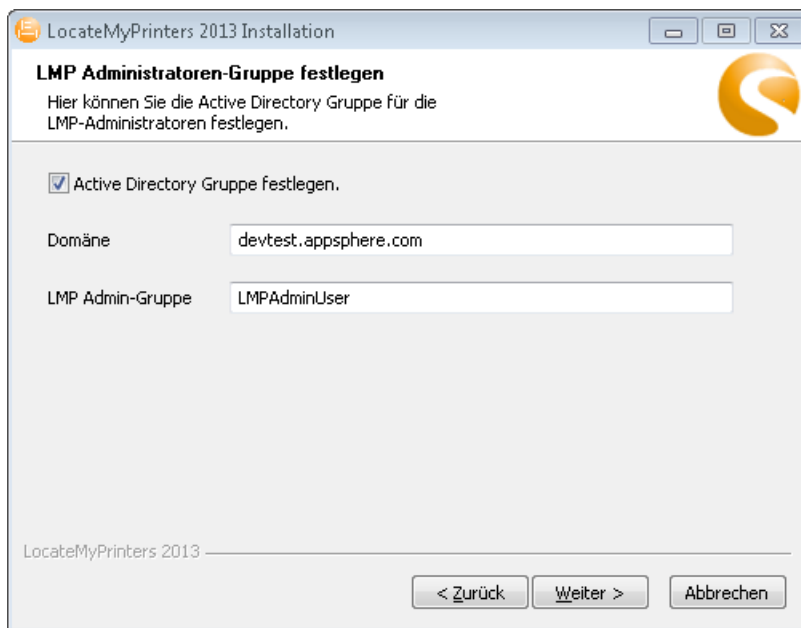 LocateMyPrinters 2013 Installation
LMP Administratoren-Gruppe festlegen
Hier können Sie die Active Directory Gruppe für die
LMP-Administratoren festlegen.
Active Directory Gruppe festlegen.
Domäne
devtest.appsphere.com
LMP Admin-Gruppe
LMPAdminUser
LocateMyPrinters 2013
< Zurück
Weiter >
Abbrechen